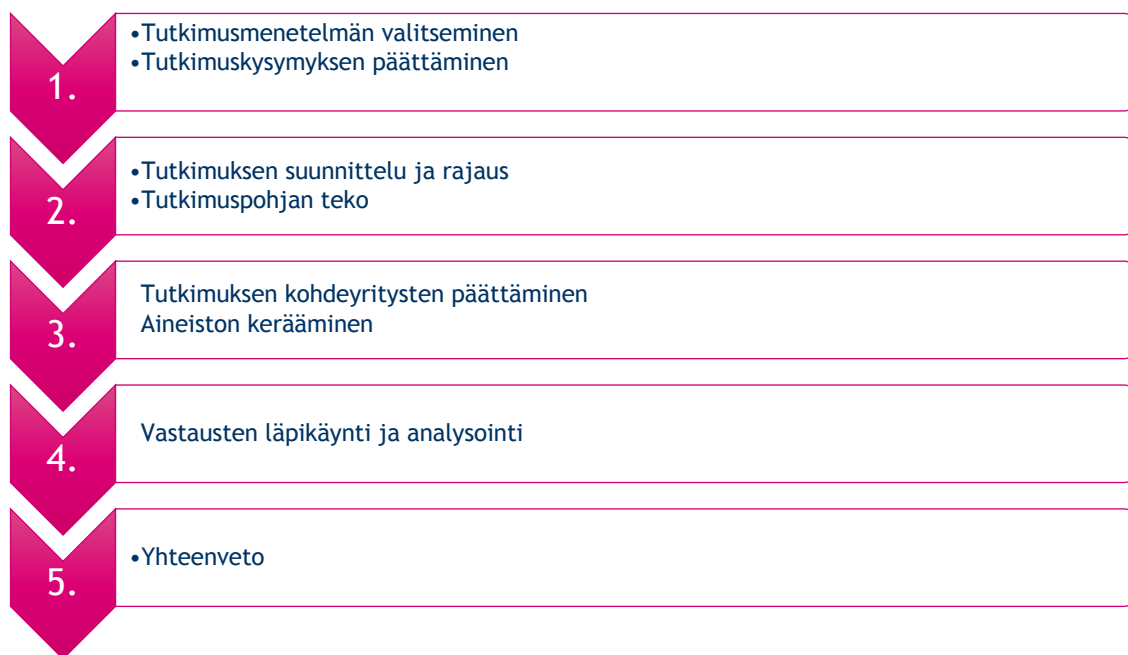 1.
•Tutkimusmenetelmän valitseminen
•Tutkimuskysymyksen päättäminen
2.
•Tutkimuksen suunnittelu ja rajaus
•Tutkimuspohjan teko
3.
Tutkimuksen kohdeyritysten päättäminen
Aineiston kerääminen
4.
Vastausten läpikäynti ja analysointi
5.
•Yhteenveto